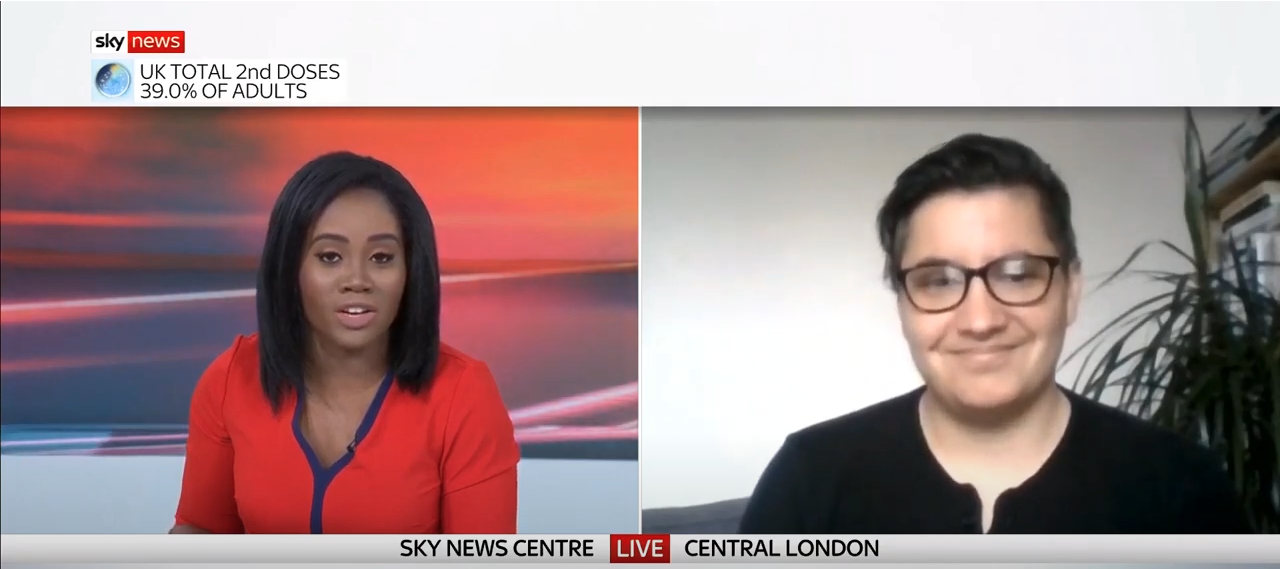 sky news
UK TOTAL 2nd DOSES
39.0% OF ADULTS
SKY NEWS CENTRE LIVE CENTRAL LONDON